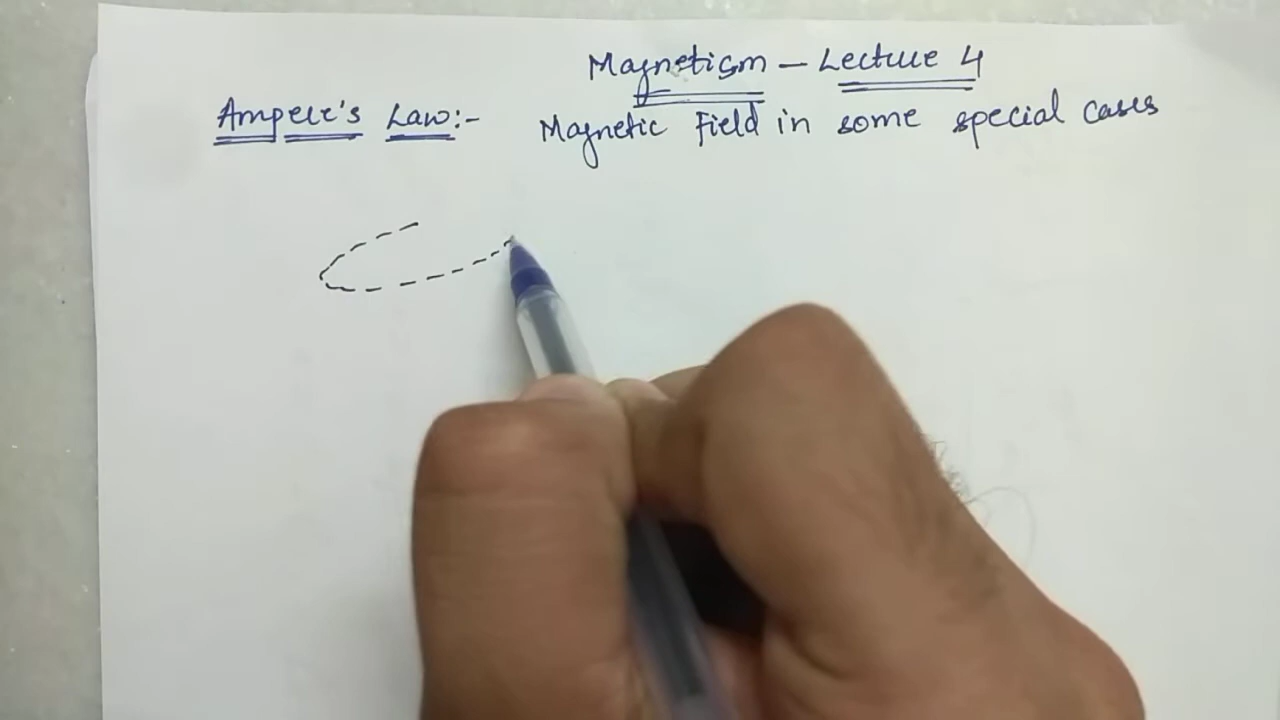 Magnetism - Lecture 4
Ampere's Law:- Magnetic Field in some special cases